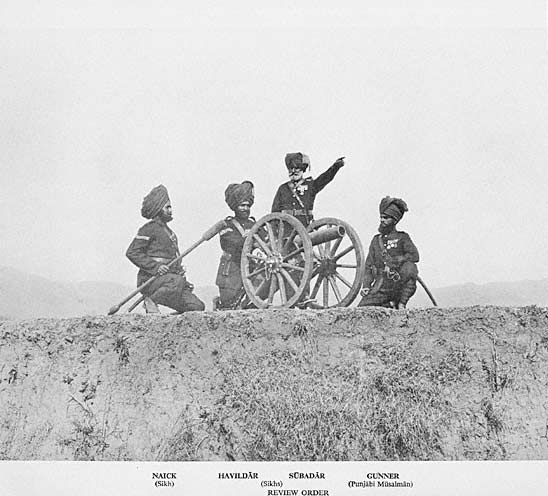 NAICK HAVILDĀR SŪBADĀR GUNNER
(Sikh) (Sikhs) (Punjābi Mūsalmān)
REVIEW ORDER